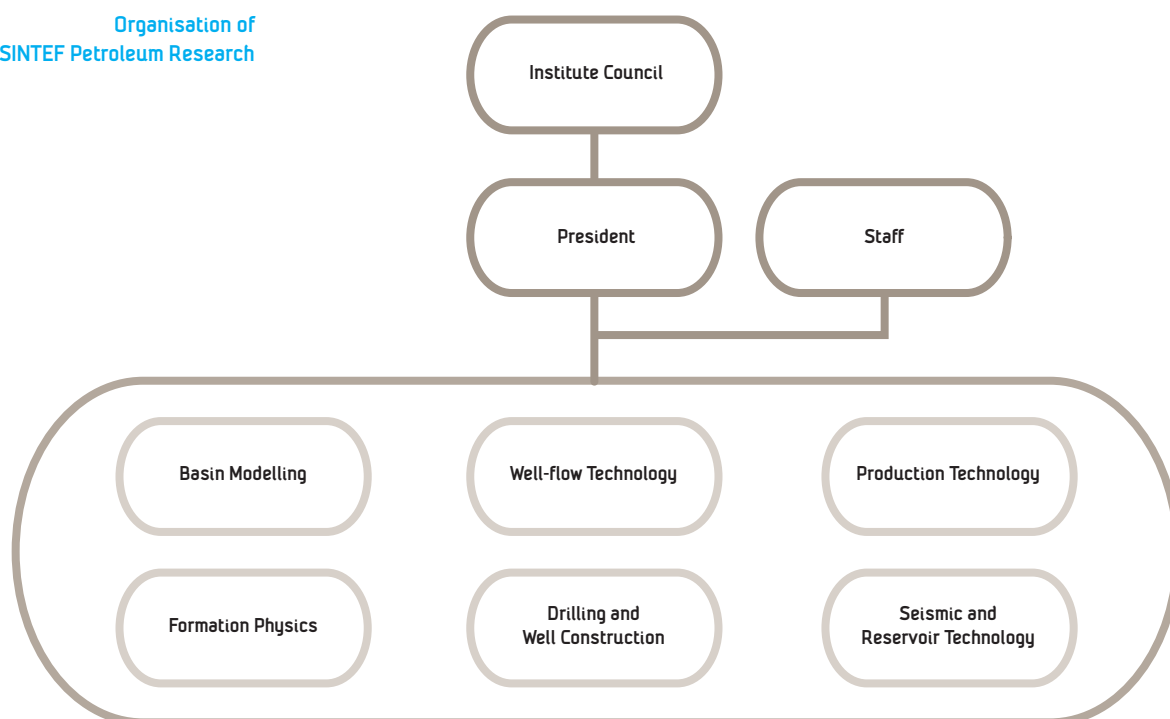 Organisation of
SINTEF Petroleum Research
Institute Council
President
Staff
Basin Modelling
Well-flow Technology
Production Technology
Formation Physics
Drilling and
Well Construction
Seismic and
Reservoir Technology